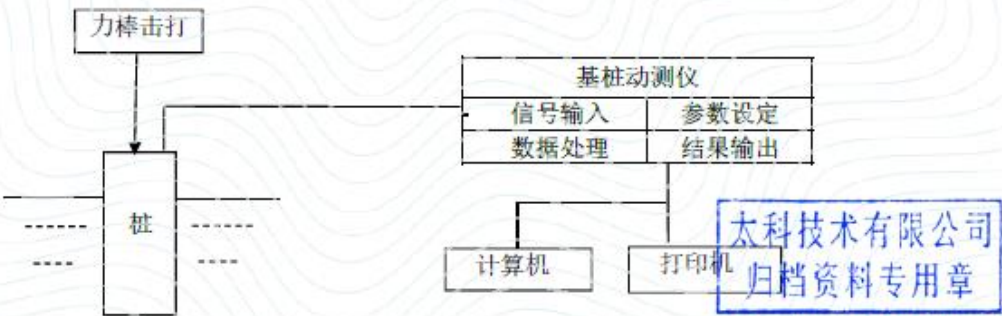 力棒击打
基桩动测仪
信号输入 参数设定
数据处理 结果输出
桩
计算机 打印机
太科技术有限公司
归档资料专用章